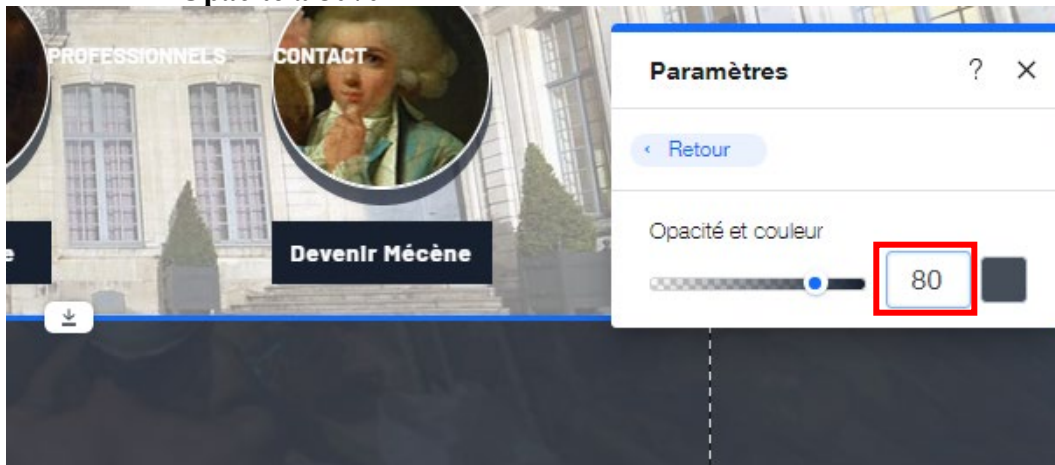 PROFESSIONNELS CONTACT
Paramètres ? ×
‹ Retour
Opacité et couleur
80
Devenir Mécène